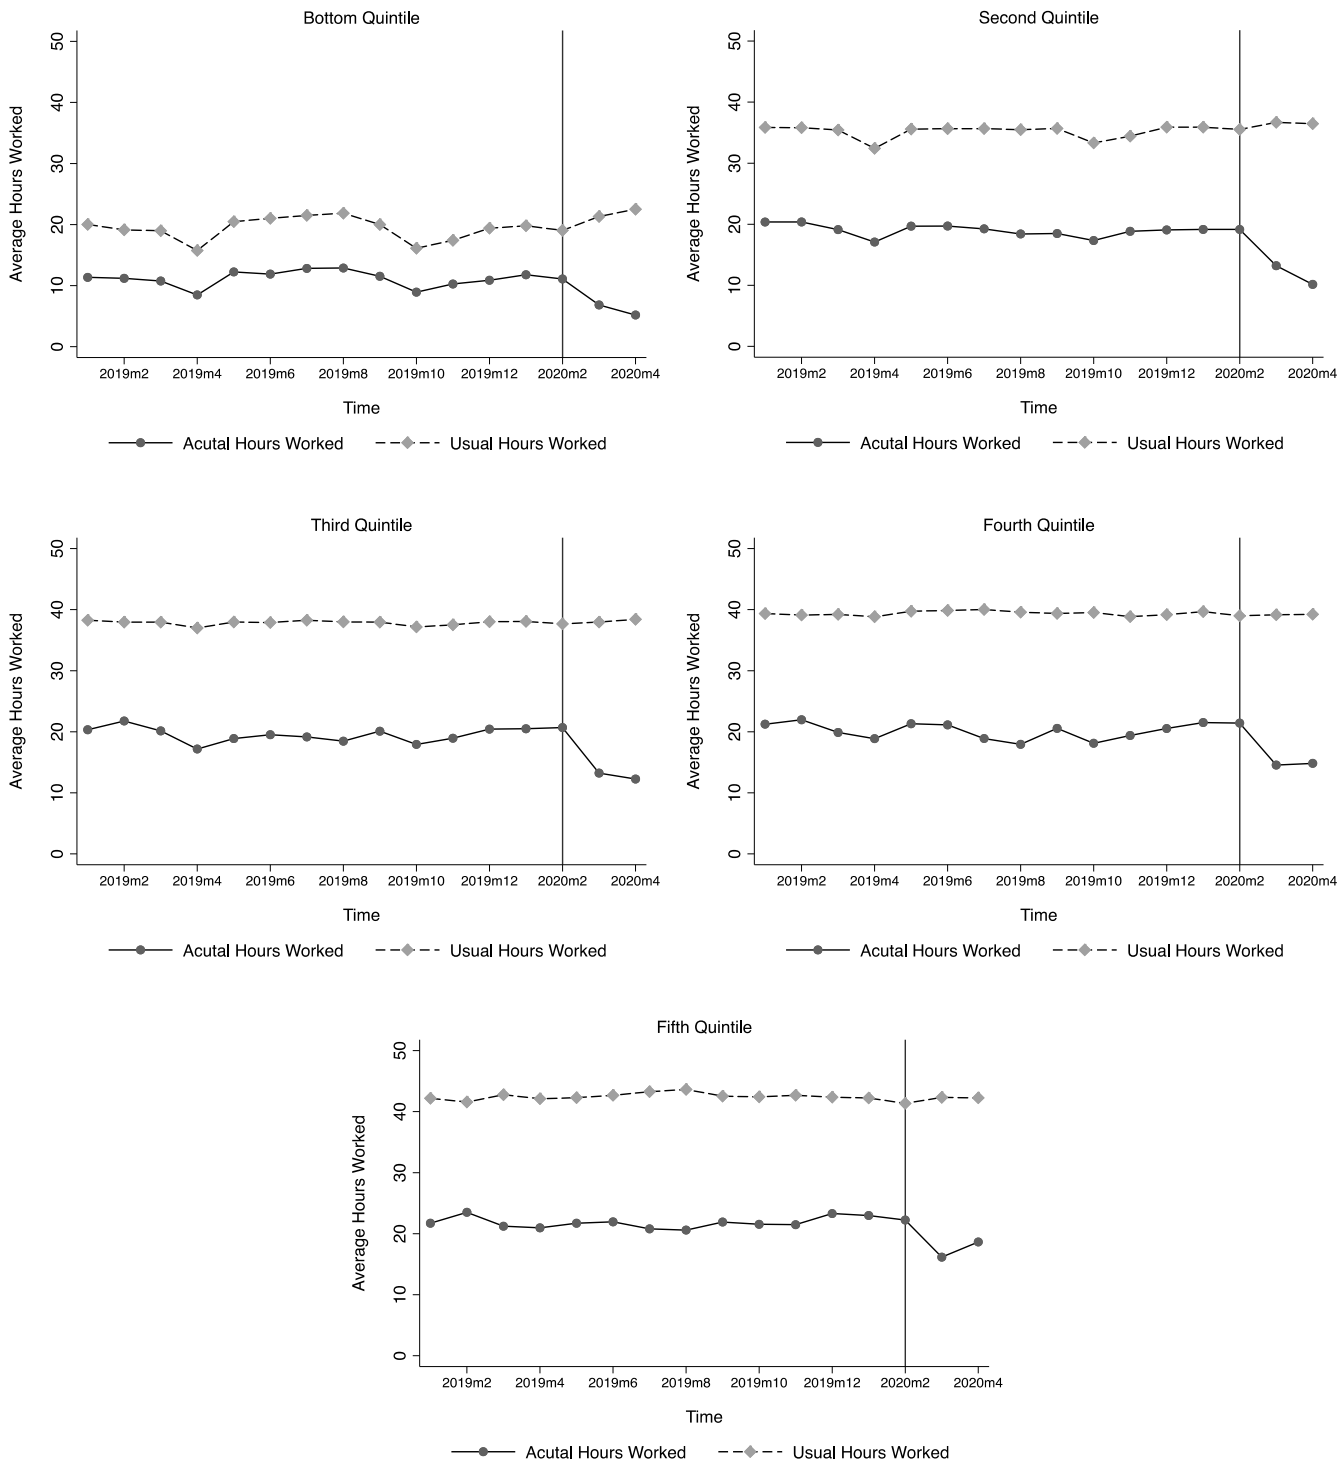 Bottom Quintile
50
40
30
20
10
0
Average Hours Worked
2019m2 2019m4 2019m6 2019m8 2019m10 2019m12 2020m2 2020m4
Time
Acutal Hours Worked Usual Hours Worked
Second Quintile
50
40
30
20
10
0
Average Hours Worked
2019m2 2019m4 2019m6 2019m8 2019m10 2019m12 2020m2 2020m4
Time
Acutal Hours Worked Usual Hours Worked
Third Quintile
50
40
30
20
10
0
Average Hours Worked
2019m2 2019m4 2019m6 2019m8 2019m10 2019m12 2020m2 2020m4
Time
Acutal Hours Worked Usual Hours Worked
Fourth Quintile
50
40
30
20
10
0
Average Hours Worked
2019m2 2019m4 2019m6 2019m8 2019m10 2019m12 2020m2 2020m4
Time
Acutal Hours Worked Usual Hours Worked
Fifth Quintile
50
40
30
20
10
0
Average Hours Worked
2019m2 2019m4 2019m6 2019m8 2019m10 2019m12 2020m2 2020m4
Time
Acutal Hours Worked Usual Hours Worked